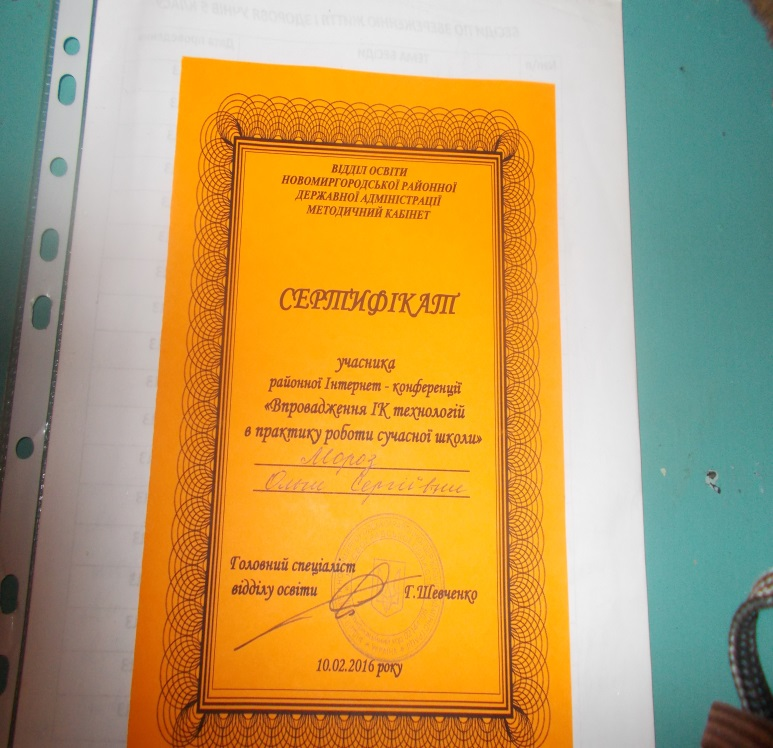 ВІДДІЛ ОСВІТИ
НОВОМИРГОРОДСЬКОЇ РАЙОННОЇ
ДЕРЖАВНОЇ АДМІНІСТРАЦІЇ
МЕТОДИЧНИЙ КАБІНЕТ
СЕРТИФІКАТ
учасника
районної Інтернет - конференції
«Впровадження ІК технологій
в практику роботи сучасної школи»
Мороз
Ольги Сергіївни
Головний спеціаліст
відділу освіти Г.Шевченко
10.02.2016 року